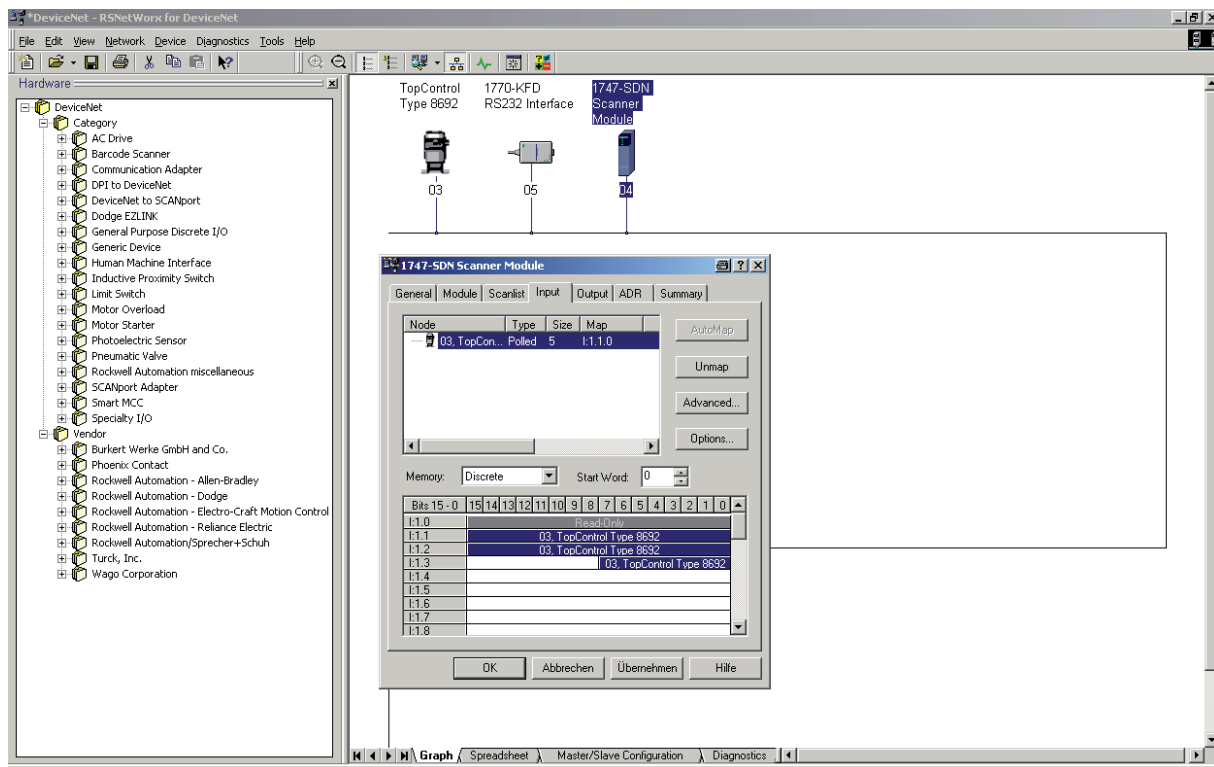 *DeviceNet - RSNetWorx for DeviceNet
File Edit View Network Device Diagnostics Tools Help
Hardware
DeviceNet
Category
AC Drive
Barcode Scanner
Communication Adapter
DPI to DeviceNet
DeviceNet to SCANport
Dodge EZLINK
General Purpose Discrete I/O
Generic Device
Human Machine Interface
Inductive Proximity Switch
Limit Switch
Motor Overload
Motor Starter
Photoelectric Sensor
Pneumatic Valve
Rockwell Automation miscellaneous
SCANport Adapter
Smart MCC
Specialty I/O
Vendor
Burkert Werke GmbH and Co.
Phoenix Contact
Rockwell Automation - Allen-Bradley
Rockwell Automation - Dodge
Rockwell Automation - Electro-Craft Motion Control
Rockwell Automation - Reliance Electric
Rockwell Automation/Sprecher+Schuh
Turck, Inc.
Wago Corporation
TopControl
Type 8692
1770-KFD
RS232 Interface
1747-SDN
Scanner
Module
03 05 04
1747-SDN Scanner Module
General Module Scanlist Input Output ADR Summary
Node Type Size Map
03, TopCon... Polled 5 I:1.1.0
AutoMap
Unmap
Advanced...
Options...
Memory: Discrete Start Word: 0
Bits 15 - 0 15 14 13 12 11 10 9 8 7 6 5 4 3 2 1 0
I:1.0 Read-Only
I:1.1 03, TopControl Type 8692
I:1.2 03, TopControl Type 8692
I:1.3 03, TopControl Type 8692
I:1.4
I:1.5
I:1.6
I:1.7
I:1.8
OK Abbrechen Übernehmen Hilfe
Graph Spreadsheet Master/Slave Configuration Diagnostics